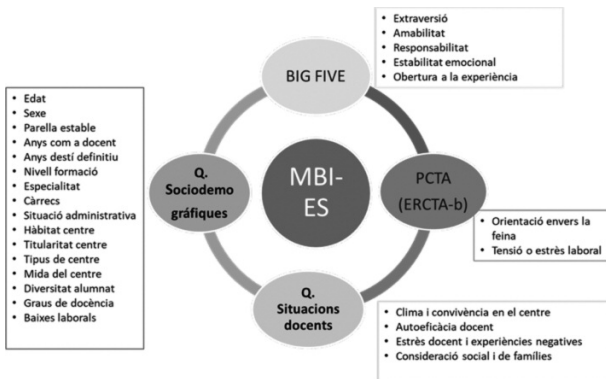 Extraversió
Amabilitat
Responsabilitat
Estabilitat emocional
Obertura a la experiència
BIG FIVE
Edat
Sexe
Parella estable
Anys com a docent
Anys destí definitiu
Nivell formació
Especialitat
Càrrecs
Situació administrativa
Hàbitat centre
Titularitat centre
Tipus de centre
Mida del centre
Diversitat alumnat
Graus de docència
Baixes laborals
Q.
Sociodemo
gráfiques
MBI-
ES
PCTA
(ERCTA-b)
Orientació envers la
feina
Tensió o estrès laboral
Q.
Situacions
docents
Clima i convivència en el centre
Autoeficàcia docent
Estrès docent i experiències negatives
Consideració social i de famílies